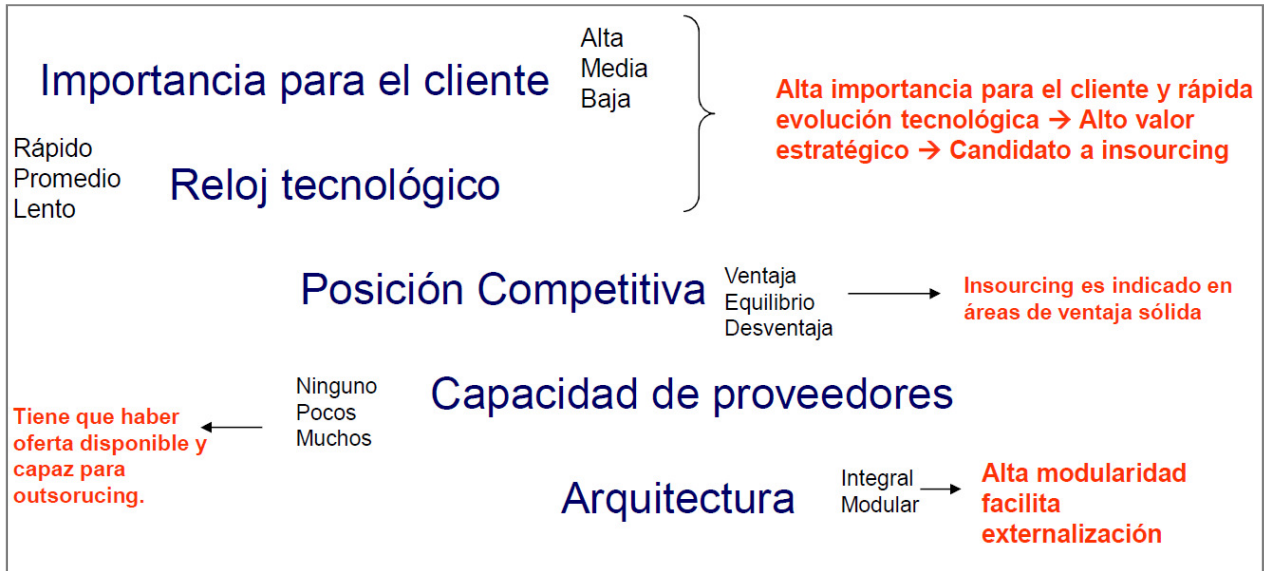 Importancia para el cliente
Alta
Media
Baja
Alta importancia para el cliente y rápida
evolución tecnológica → Alto valor
estratégico → Candidato a insourcing
Rápido
Promedio
Lento
Reloj tecnológico
Posición Competitiva
Ventaja
Equilibrio
Desventaja
Insourcing es indicado en
áreas de ventaja sólida
Capacidad de proveedores
Ninguno
Pocos
Muchos
Tiene que haber
oferta disponible y
capaz para
outsorucing.
Arquitectura
Integral
Modular
Alta modularidad
facilita
externalización